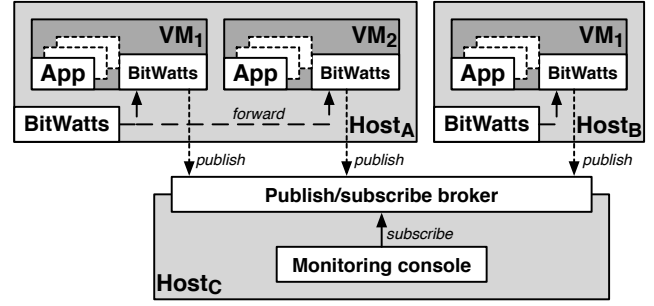 VM1
VM2
VM1
App
BitWatts
App
BitWatts
App
BitWatts
BitWatts
forward
HostA
BitWatts
HostB
publish
publish
publish
Publish/subscribe broker
subscribe
Monitoring console
HostC